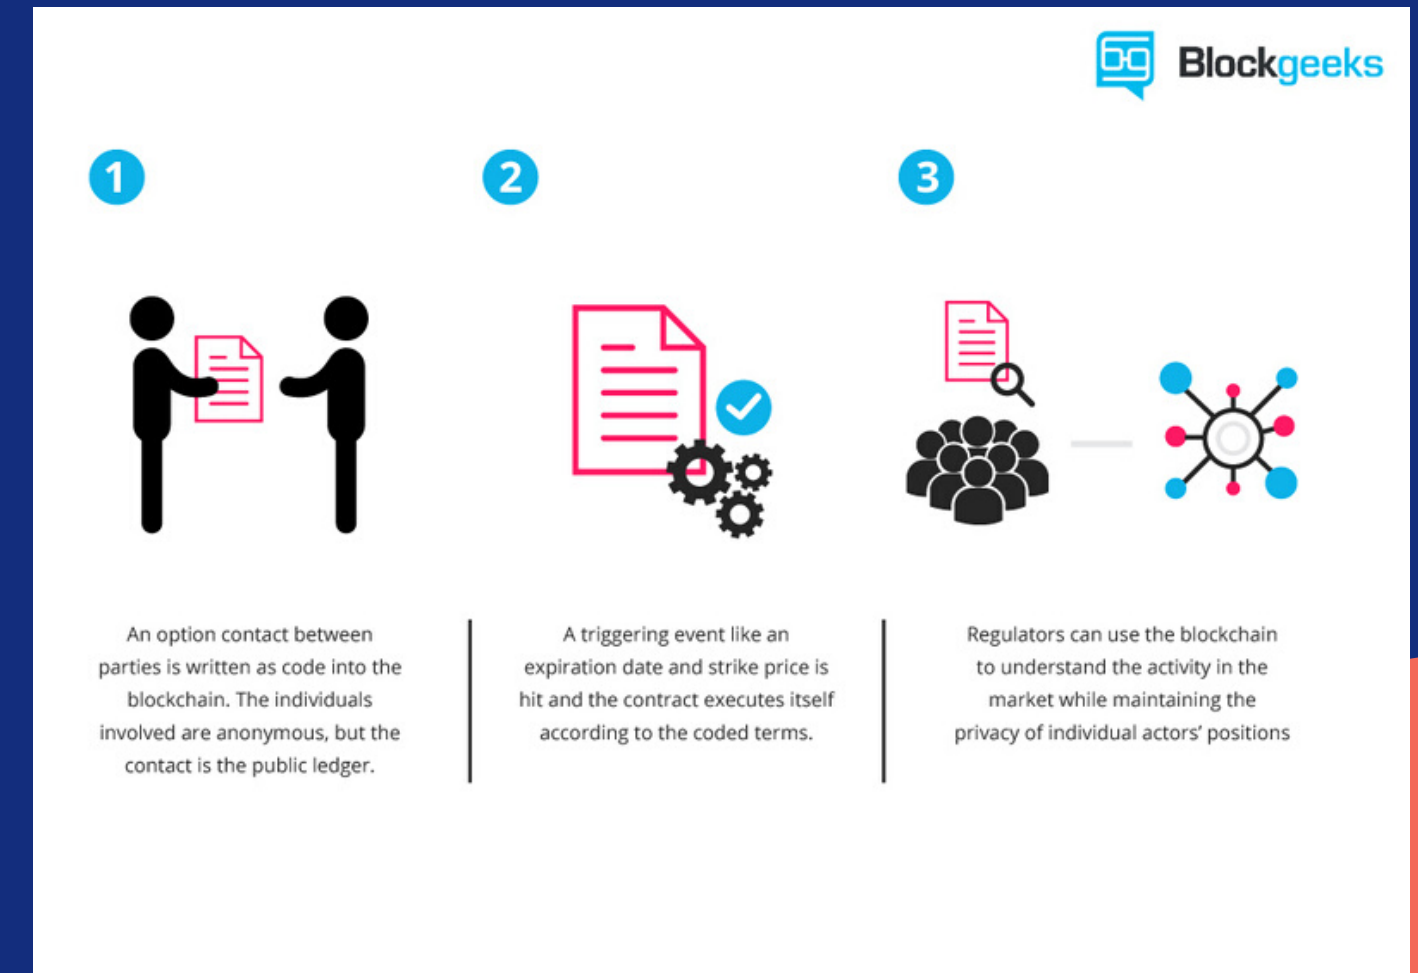 Blockgeeks
1
An option contact between
parties is written as code into the
blockchain. The individuals
involved are anonymous, but the
contact is the public ledger.
2
A triggering event like an
expiration date and strike price is
hit and the contract executes itself
according to the coded terms.
3
Regulators can use the blockchain
to understand the activity in the
market while maintaining the
privacy of individual actors’ positions